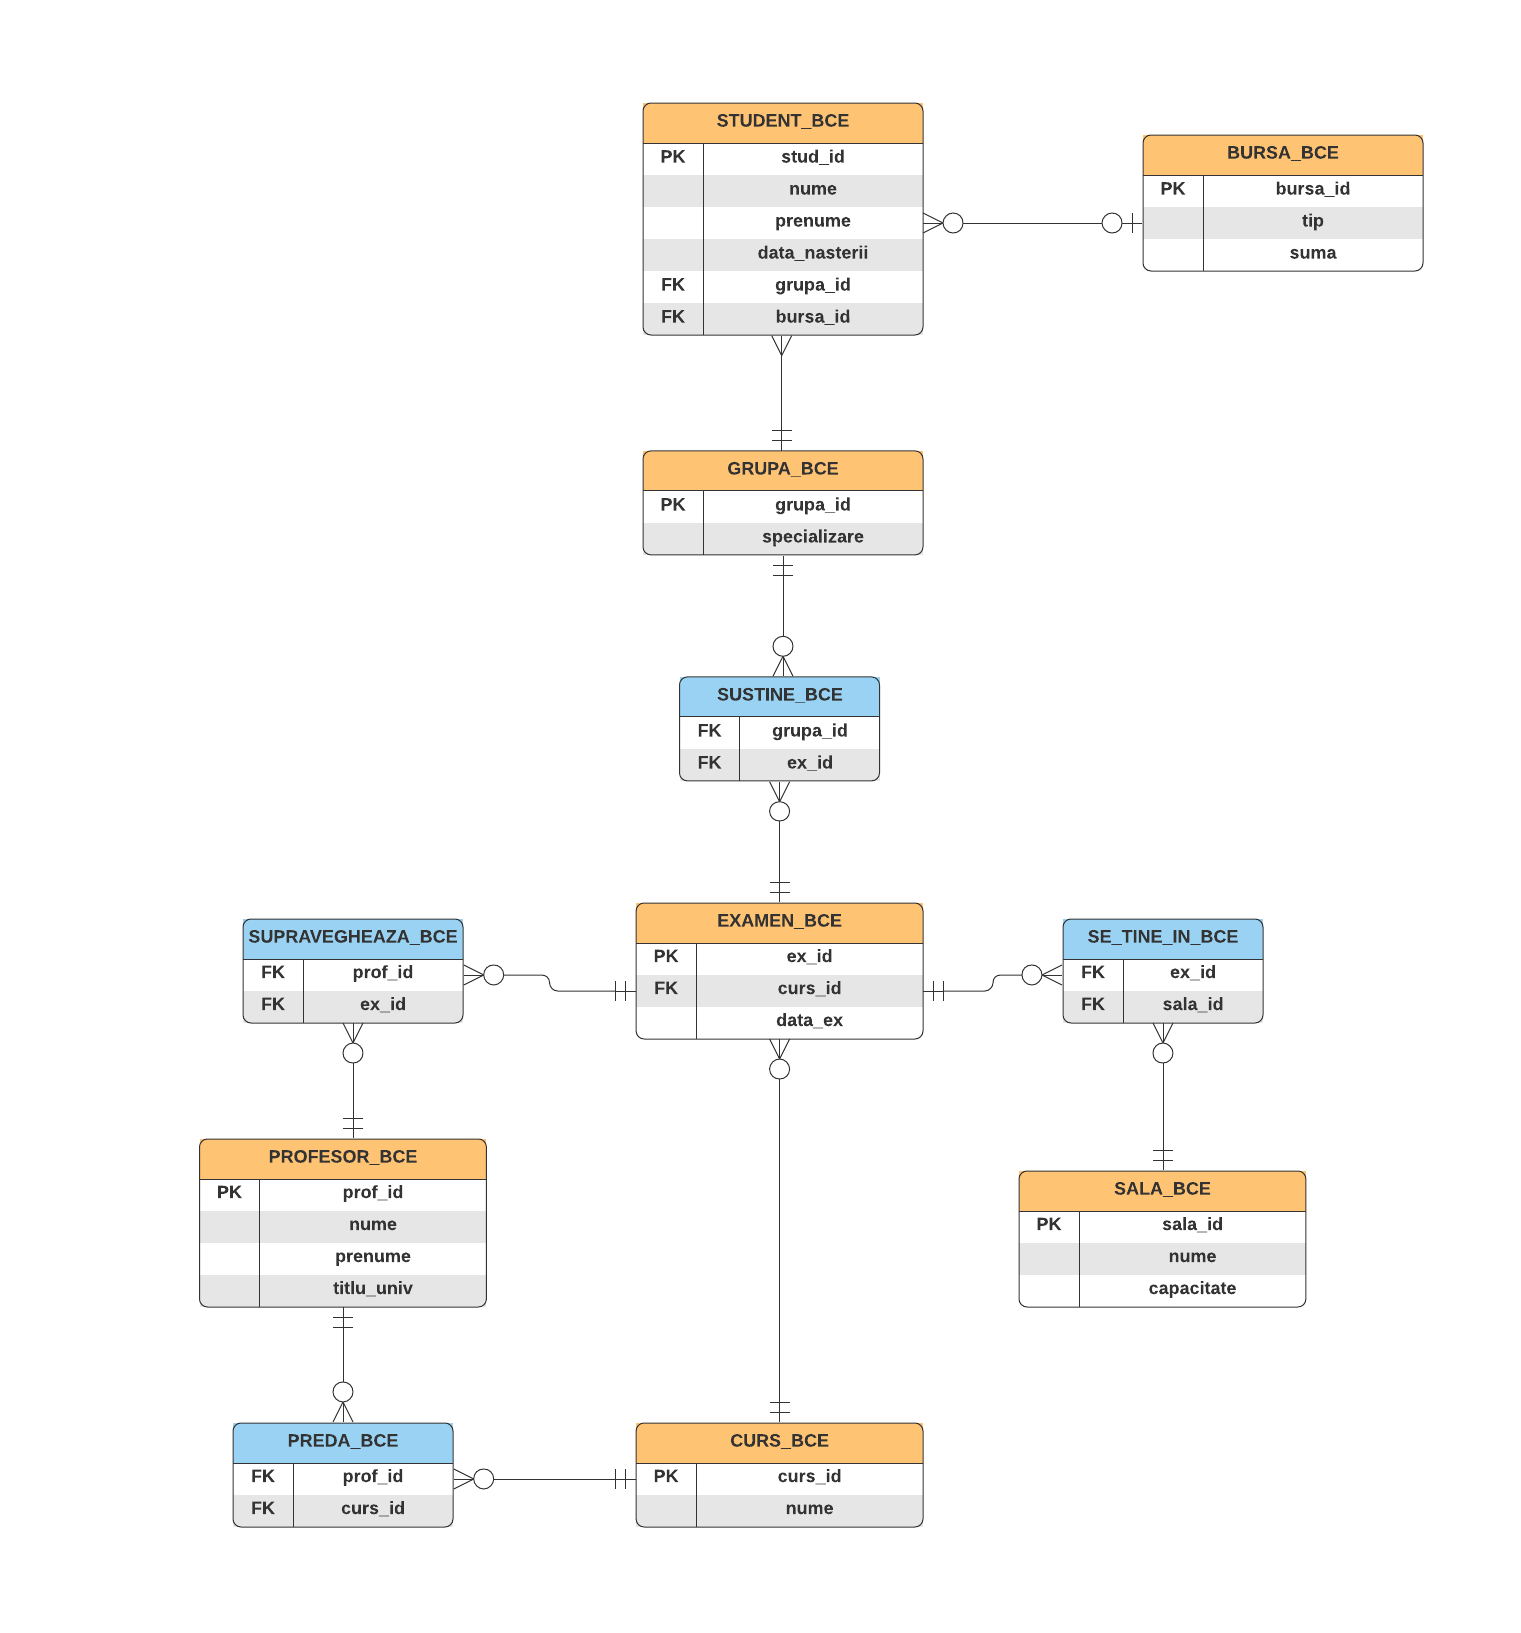 STUDENT_BCE
PK stud_id
nume
prenume
data_nasterii
FK grupa_id
FK bursa_id
BURSA_BCE
PK bursa_id
tip
suma
GRUPA_BCE
PK grupa_id
specializare
SUSTINE_BCE
FK grupa_id
FK ex_id
SUPRAVEGHEAZA_BCE
FK prof_id
FK ex_id
EXAMEN_BCE
PK ex_id
FK curs_id
data_ex
SE_TINE_IN_BCE
FK ex_id
FK sala_id
PROFESOR_BCE
PK prof_id
nume
prenume
titlu_univ
SALA_BCE
PK sala_id
nume
capacitate
PREDA_BCE
FK prof_id
FK curs_id
CURS_BCE
PK curs_id
nume